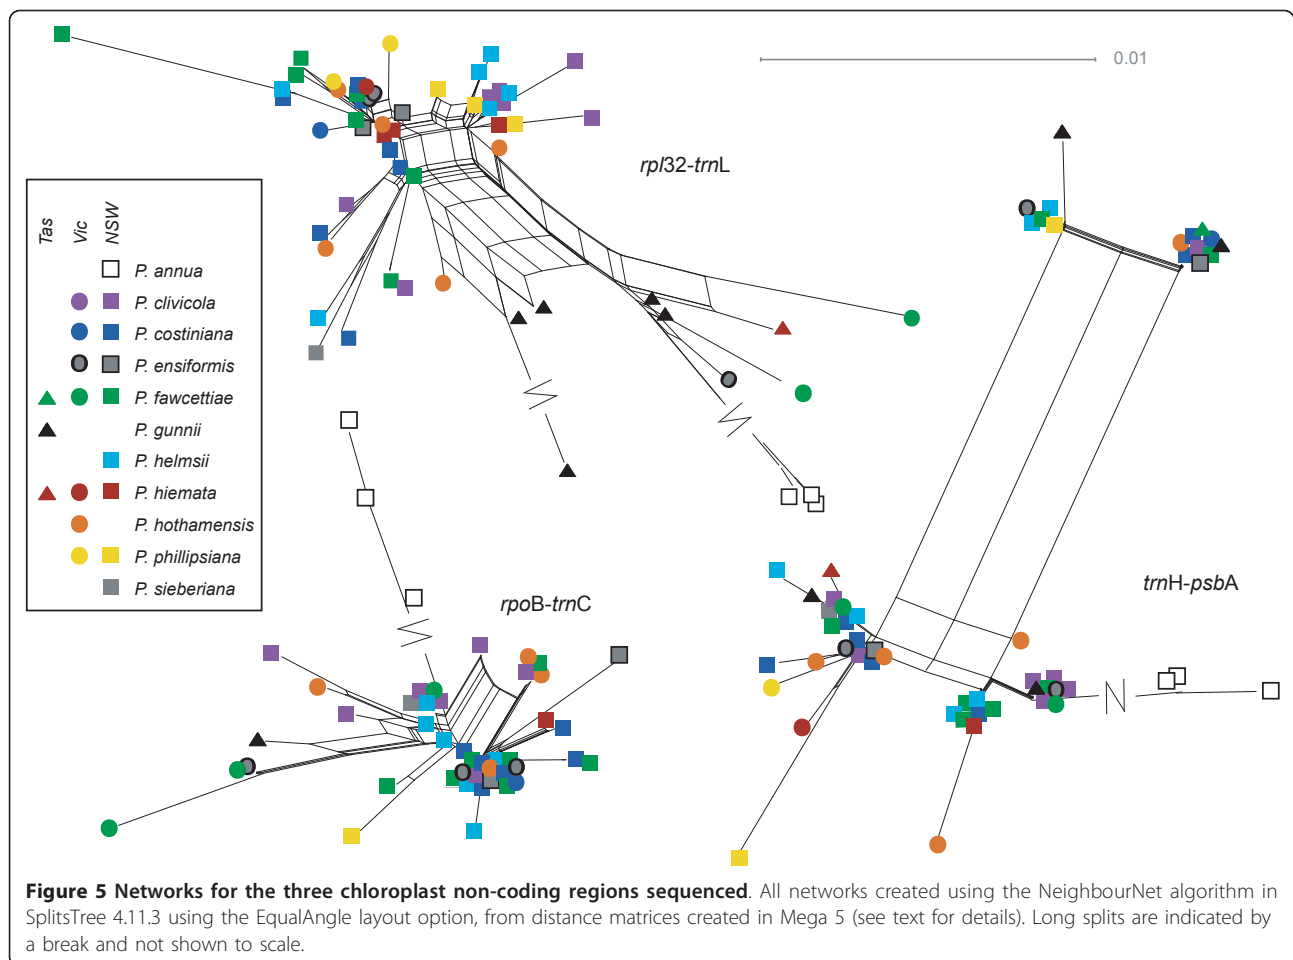 0.01
rpl32-trnL
Tas Vic NSW
P. annua
P. clivicola
P. costiniana
P. ensiformis
P. fawcettiae
P. gunnii
P. helmsii
P. hiemata
P. hothamensis
P. phillipsiana
P. sieberiana
rpoB-trnC
trnH-psbA
Figure 5 Networks for the three chloroplast non-coding regions sequenced. All networks created using the NeighbourNet algorithm in
SplitsTree 4.11.3 using the EqualAngle layout option, from distance matrices created in Mega 5 (see text for details). Long splits are indicated by
a break and not shown to scale.